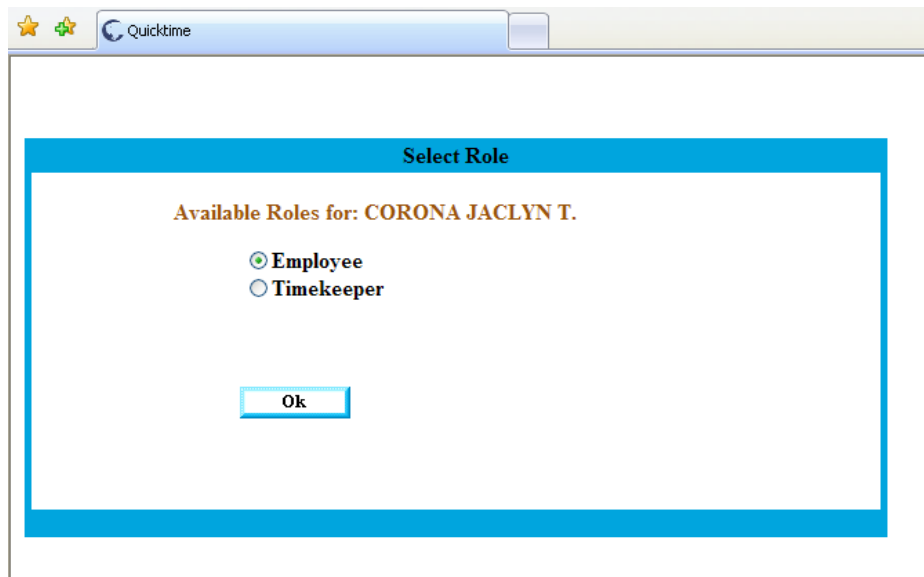 Quicktime
Select Role
Available Roles for: CORONA JACLYN T.
Employee
Timekeeper
Ok